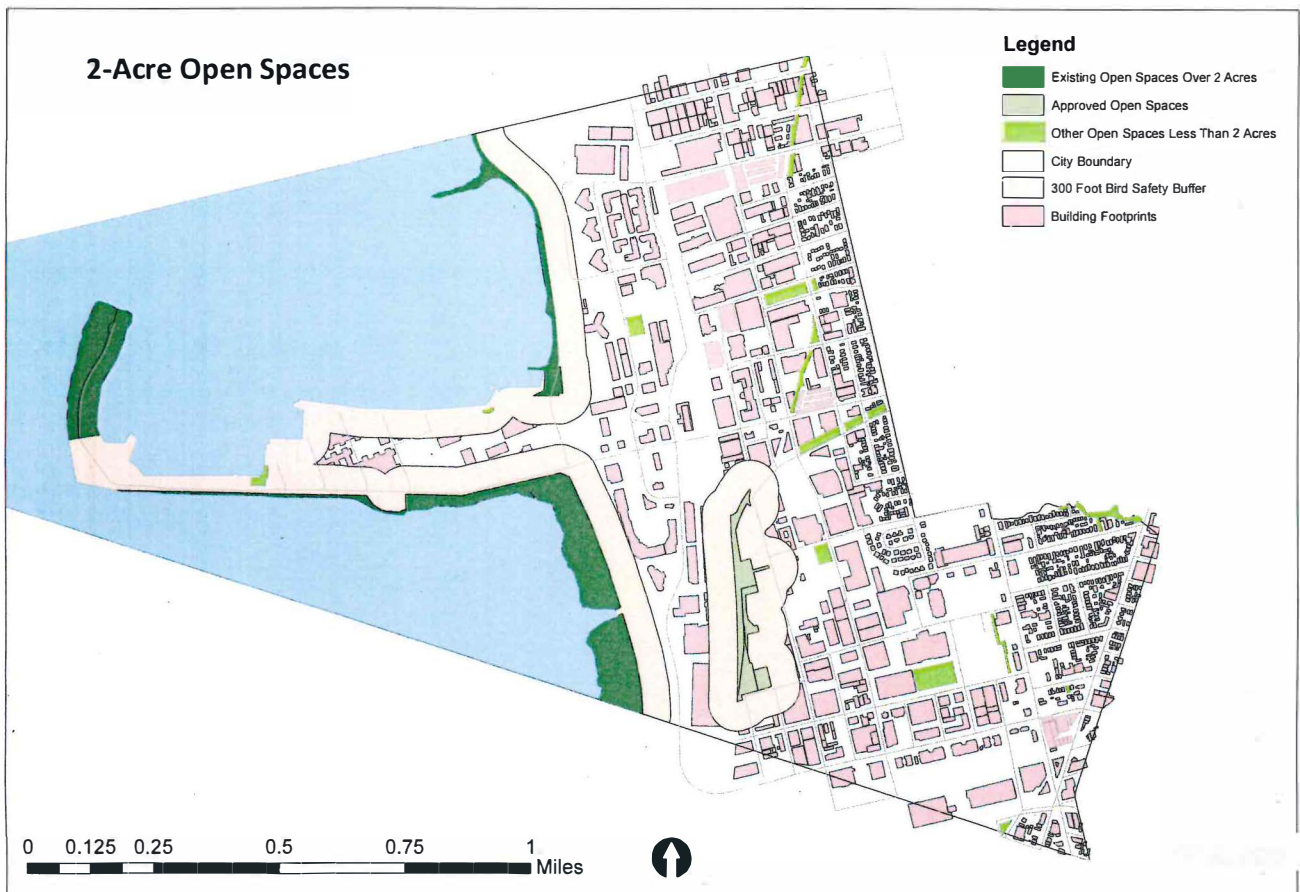 2-Acre Open Spaces
Legend
Existing Open Spaces Over 2 Acres
Approved Open Spaces
Other Open Spaces Less Than 2 Acres
City Boundary
300 Foot Bird Safety Buffer
Building Footprints
0 0.125 0.25 0.5 0.75 1
Miles